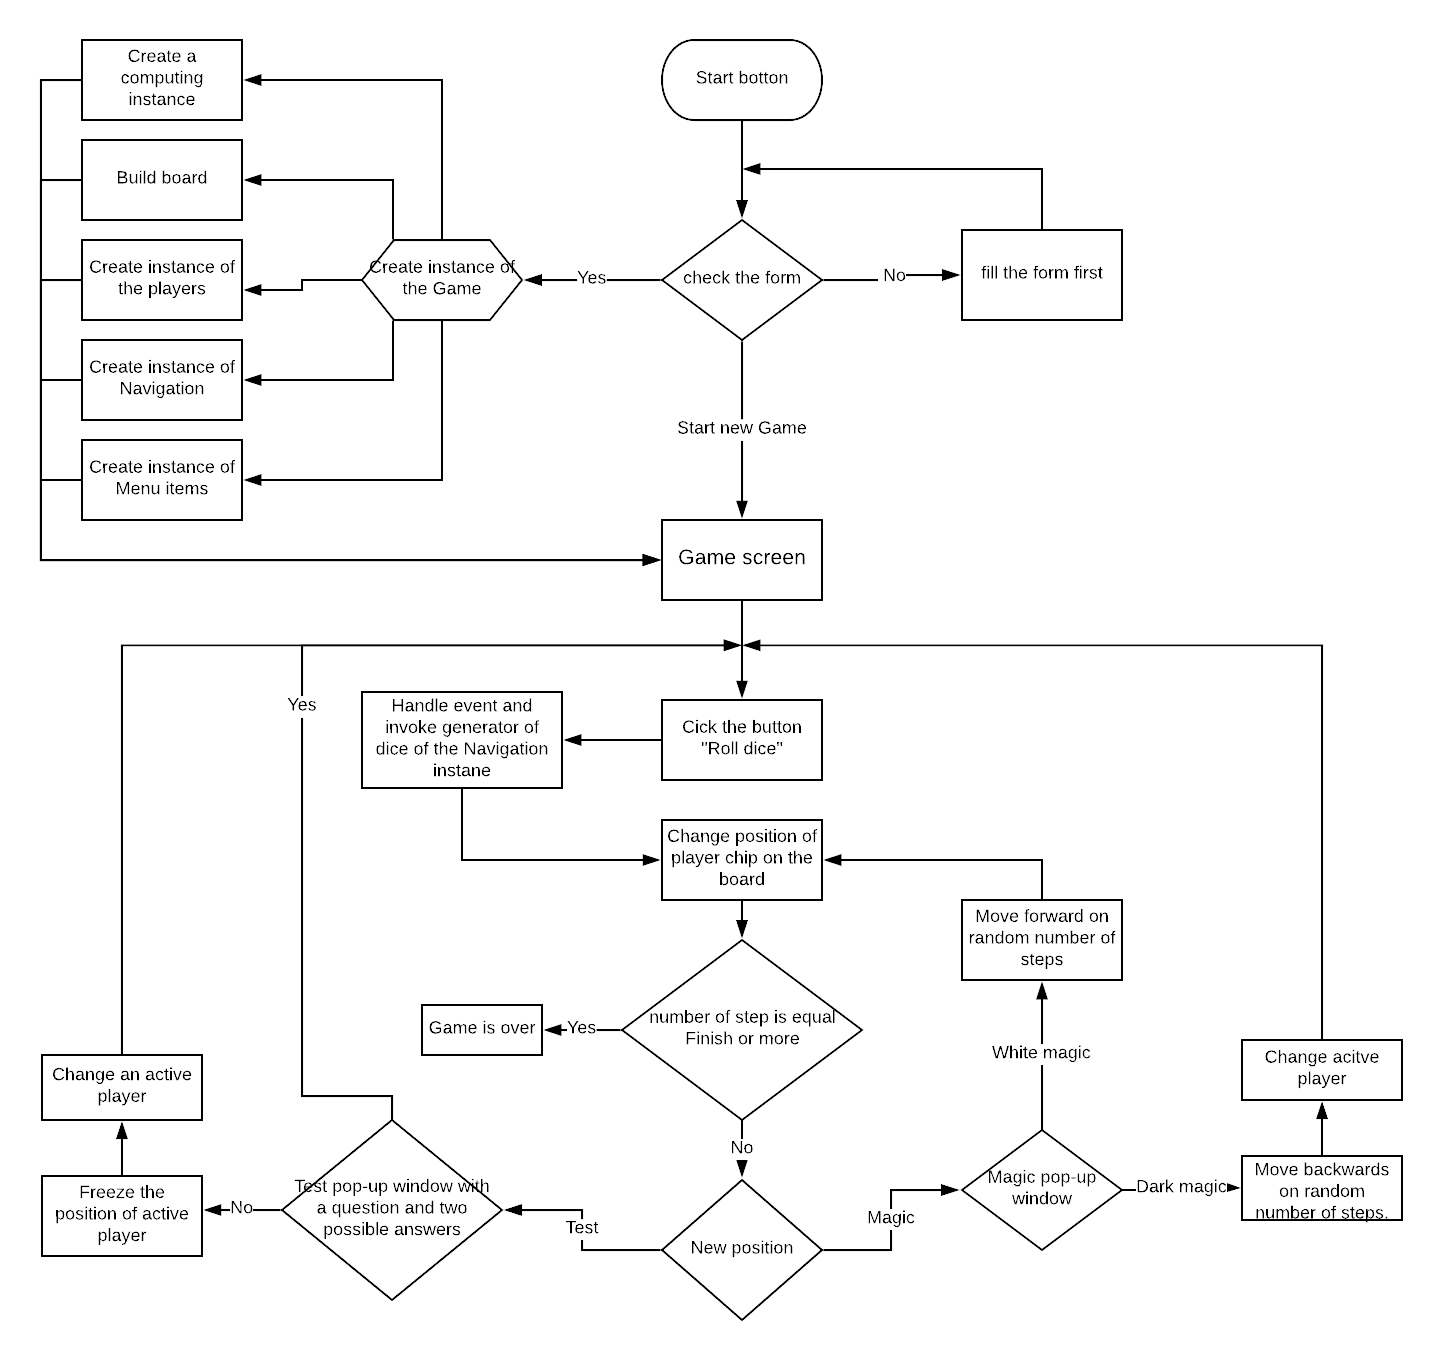 Start botton
Create a
computing
instance
Build board
Create instance of
the players
Create instance of
the Game
Yes
check the form
No
fill the form first
Create instance of
Navigation
Start new Game
Create instance of
Menu items
Game screen
Yes
Handle event and
invoke generator of
dice of the Navigation
instane
Cick the button
"Roll dice"
Change position of
player chip on the
board
Move forward on
random number of
steps
Game is over
Yes
number of step is equal
Finish or more
White magic
Change an active
player
Change acitve
player
No
Freeze the
position of active
player
No
Test pop-up window with
a question and two
possible answers
Test
New position
Magic
Magic pop-up
window
Dark magic
Move backwards
on random
number of steps.